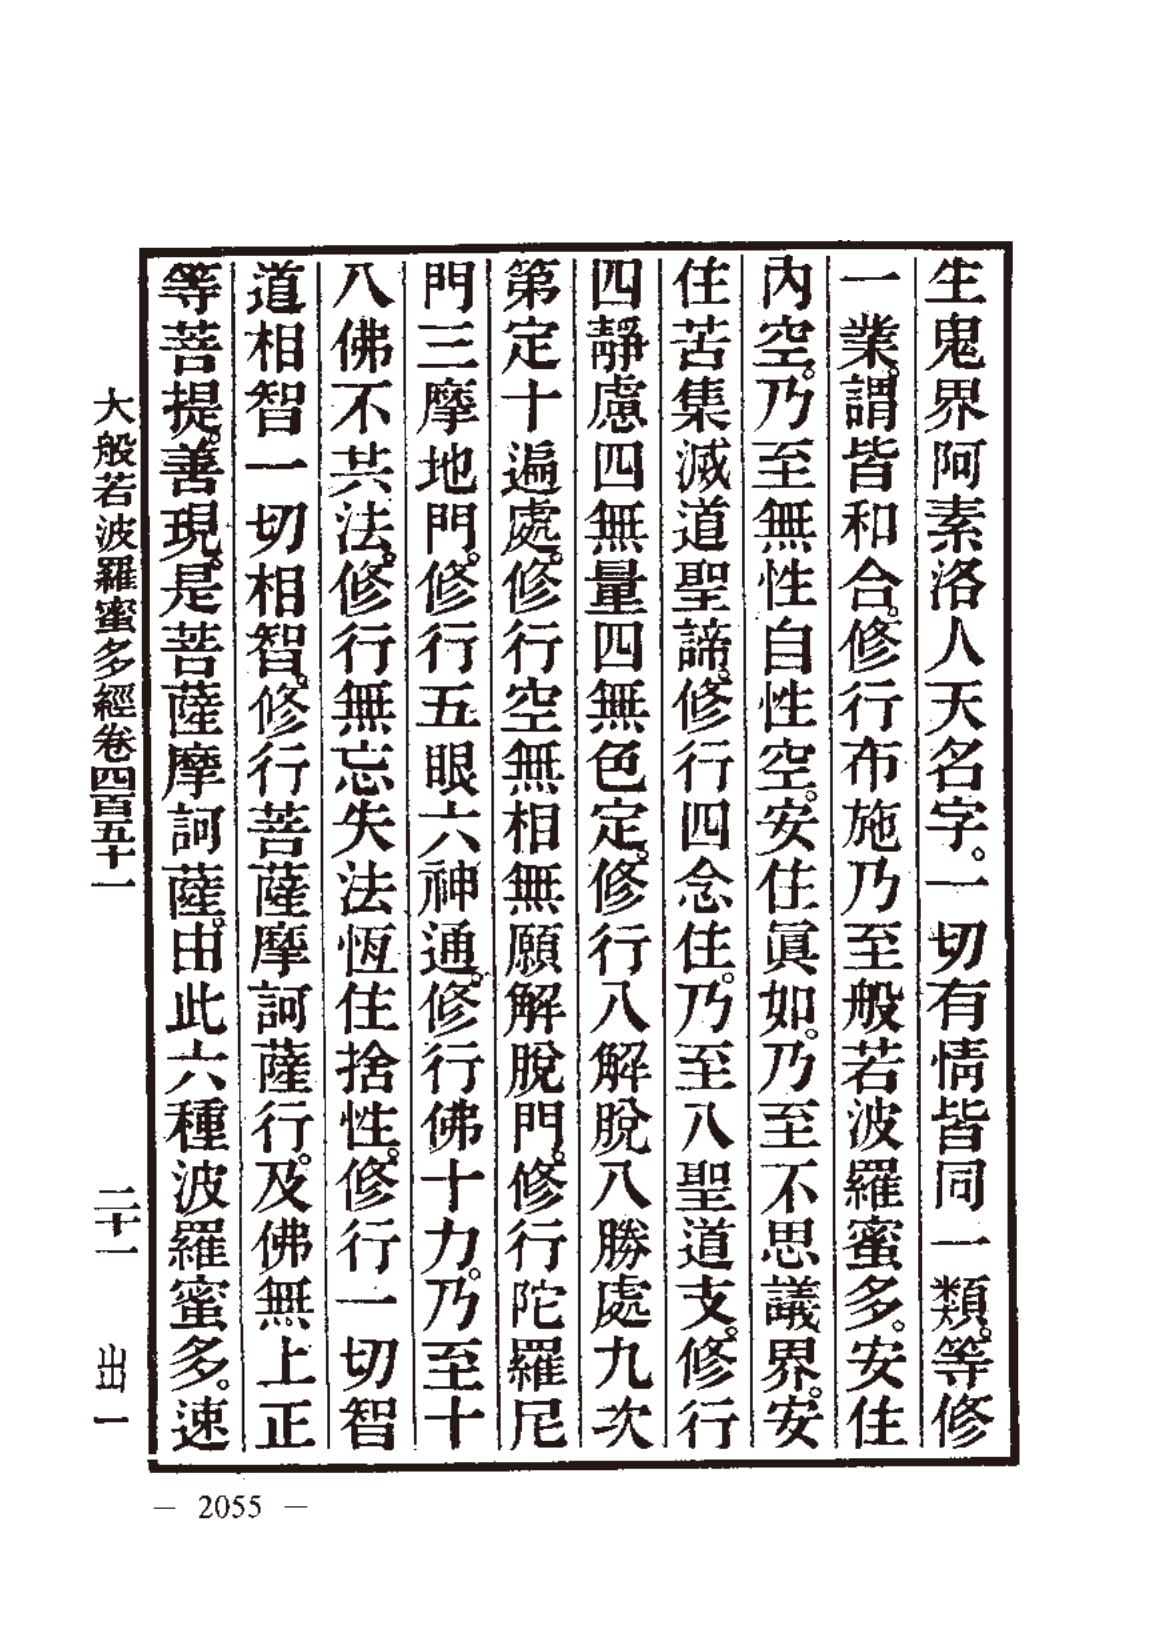 生鬼界阿素洛人天名字。一切有情皆同一類。等修
一業。謂皆和合。修行布施乃至般若波羅蜜多。安住
內空。乃至無性自性空。安住眞如。乃至不思議界。安
住苦集滅道聖諦。修行四念住。乃至八聖道支。修行
四靜慮四無量四無色定。修行八解脫八勝處九次
第定十遍處。修行空無相無願解脫門。修行陀羅尼
門三摩地門。修行五眼六神通。修行佛十力。乃至十
八佛不共法。修行無忘失法恆住捨性。修行一切智
道相智一切相智。修行菩薩摩訶薩行。及佛無上正
等菩提。善現。是菩薩摩訶薩。由此六種波羅蜜多。速
大般若波羅蜜多經卷四百五十一 二十一 出一
— 2055 —